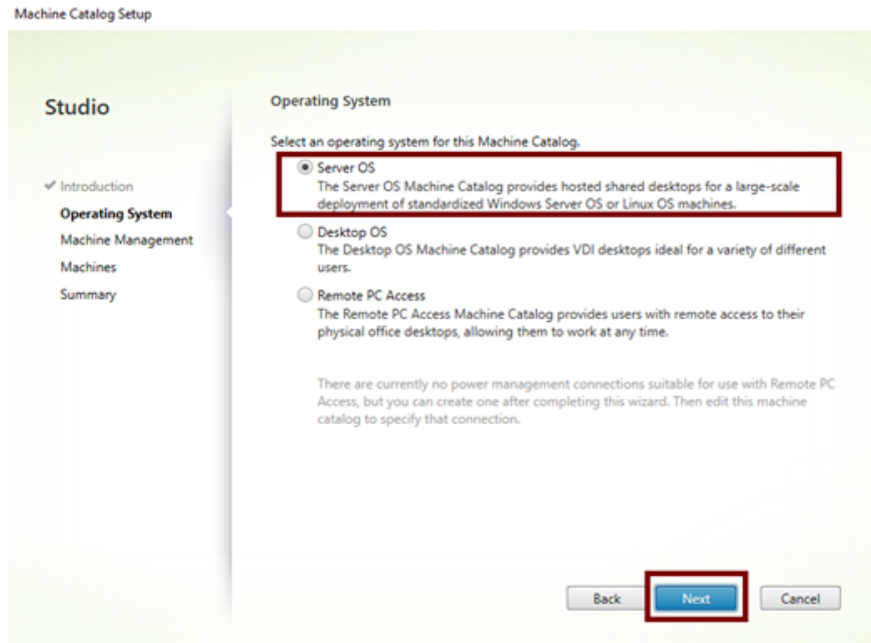 Machine Catalog Setup
Studio
Introduction
Operating System
Machine Management
Machines
Summary
Operating System
Select an operating system for this Machine Catalog.
Server OS
The Server OS Machine Catalog provides hosted shared desktops for a large-scale
deployment of standardized Windows Server OS or Linux OS machines.
Desktop OS
The Desktop OS Machine Catalog provides VDI desktops ideal for a variety of different
users.
Remote PC Access
The Remote PC Access Machine Catalog provides users with remote access to their
physical office desktops, allowing them to work at any time.
There are currently no power management connections suitable for use with Remote PC
Access, but you can create one after completing this wizard. Then edit this machine
catalog to specify that connection.
Back
Next
Cancel